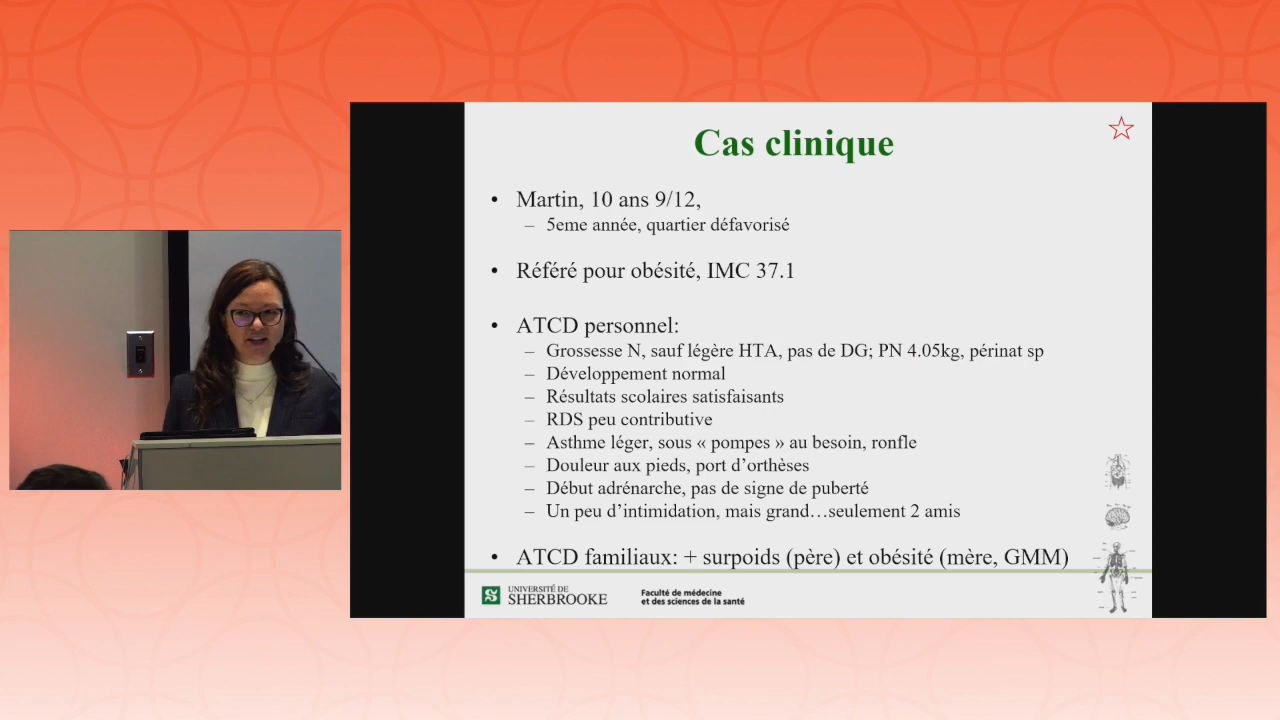 Cas clinique
• Martin, 10 ans 9/12,
– 5eme année, quartier défavorisé
• Référé pour obésité, IMC 37.1
• ATCD personnel:
– Grossesse N, sauf légère HTA, pas de DG; PN 4.05kg, périnat sp
– Développement normal
– Résultats scolaires satisfaisants
– RDS peu contributive
– Asthme léger, sous « pompes » au besoin, ronfle
– Douleur aux pieds, port d’orthèses
– Début adrénarche, pas de signe de puberté
– Un peu d’intimidation, mais grand…seulement 2 amis
• ATCD familiaux: + surpoids (père) et obésité (mère, GMM)
UNIVERSITÉ DE
SHERBROOKE
Faculté de médecine
et des sciences de la santé